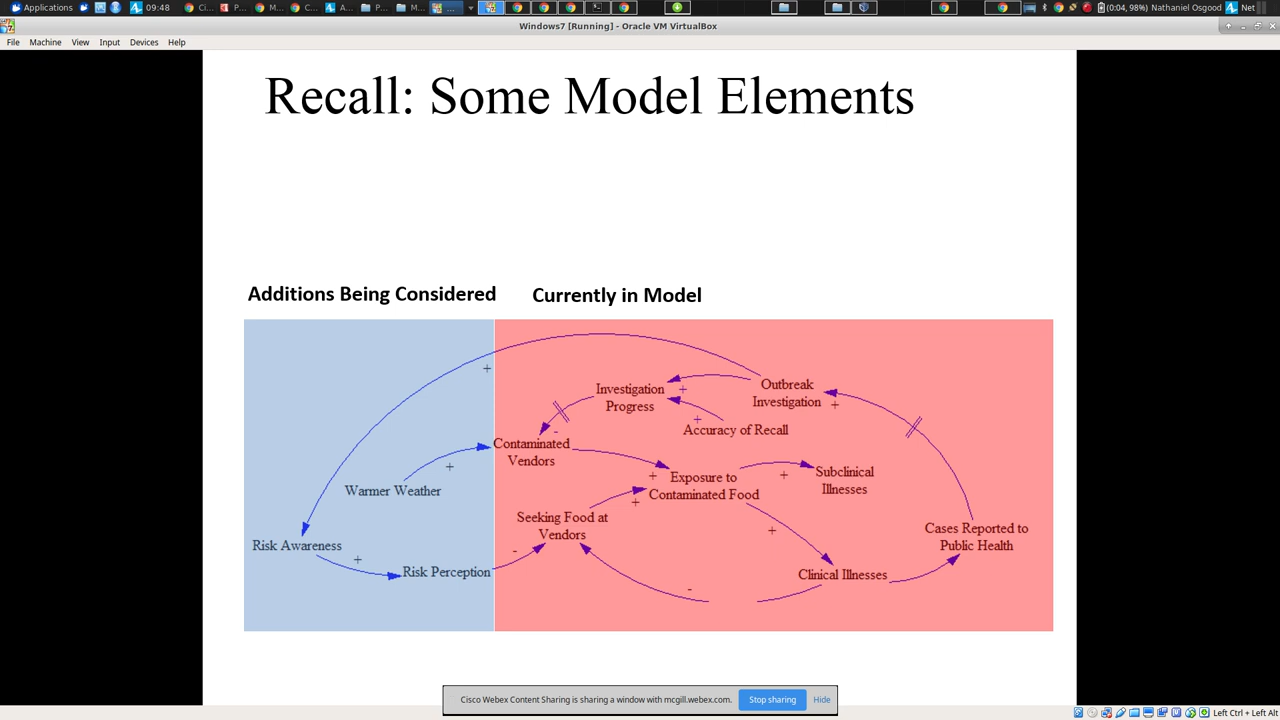 Applications
09:48
Ci...
P...
M...
C...
A...
P...
M...
...
(0:04, 98%)
Nathaniel Osgood
Net
Windows7 [Running] - Oracle VM VirtualBox
File Machine View Input Devices Help
Recall: Some Model Elements
Additions Being Considered
Currently in Model
+
Investigation
Progress
+
Outbreak
Investigation
+
+
Accuracy of Recall
-
Contaminated
Vendors
+
Warmer Weather
+
Exposure to
Contaminated Food
+
Subclinical
Illnesses
+
Seeking Food at
Vendors
+
Cases Reported to
Public Health
Risk Awareness
+
Risk Perception
-
Clinical Illnesses
-
Cisco Webex Content Sharing is sharing a window with mcgill.webex.com.
Stop sharing
Hide
Left Ctrl + Left Alt